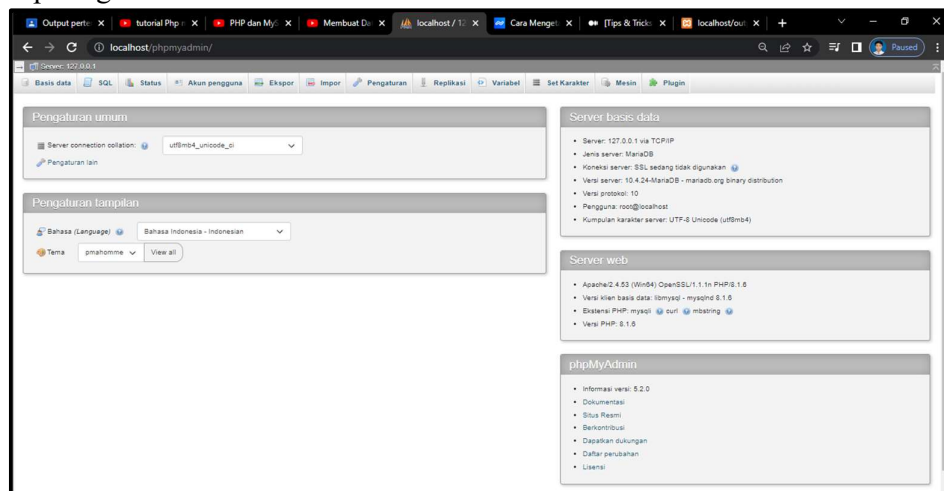 Output perte
tutorial Php n
PHP dan MyS
Membuat Da
localhost / 12
Cara Menget
[Tips & Tricks
localhost/out
localhost/phpmyadmin/
Paused
Server: 127.0.0.1
Basis data SQL Status Akun pengguna Ekspor Impor Pengaturan Replikasi Variabel Set Karakter Mesin Plugin
Pengaturan umum
Server connection collation: utf8mb4_unicode_ci
Pengaturan lain
Pengaturan tampilan
Bahasa (Language) Bahasa Indonesia - Indonesian
Tema pmahomme View all
Server basis data
Server: 127.0.0.1 via TCP/IP
Jenis server: MariaDB
Koneksi server: SSL sedang tidak digunakan
Versi server: 10.4.24-MariaDB - mariadb.org binary distribution
Versi protokol: 10
Pengguna: root@localhost
Kumpulan karakter server: UTF-8 Unicode (utf8mb4)
Server web
Apache/2.4.53 (Win64) OpenSSL/1.1.1n PHP/8.1.6
Versi klien basis data: libmysql - mysqlnd 8.1.6
Ekstensi PHP: mysqli curl mbstring
Versi PHP: 8.1.6
phpMyAdmin
Informasi versi: 5.2.0
Dokumentasi
Situs Resmi
Berkontribusi
Dapatkan dukungan
Daftar perubahan
Lisensi